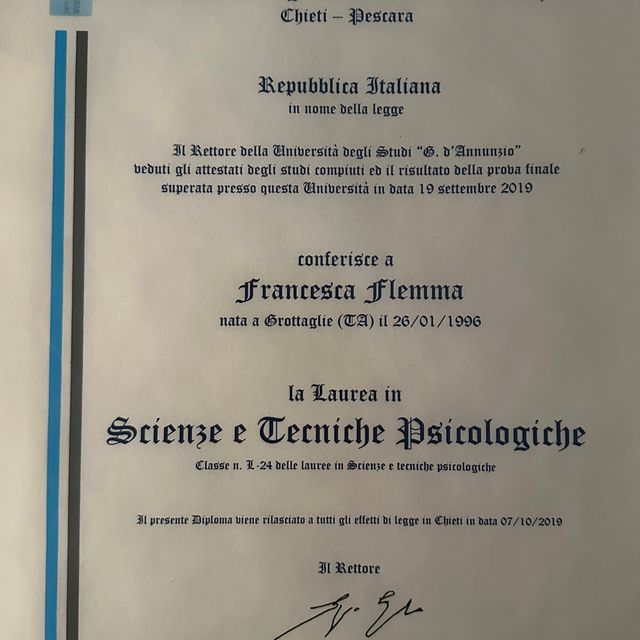 Chieti – Pescara
Repubblica Italiana
in nome della legge
Il Rettore della Università degli Studi "G. d'Annunzio"
veduti gli attestati degli studi compiuti ed il risultato della prova finale
superata presso questa Università in data 19 settembre 2019
conferisce a
Francesca Flemma
nata a Grottaglie (TA) il 26/01/1996
la Laurea in
Scienze e Tecniche Psicologiche
Classe n. L-24 delle lauree in Scienze e tecniche psicologiche
Il presente Diploma viene rilasciato a tutti gli effetti di legge in Chieti in data 07/10/2019
Il Rettore